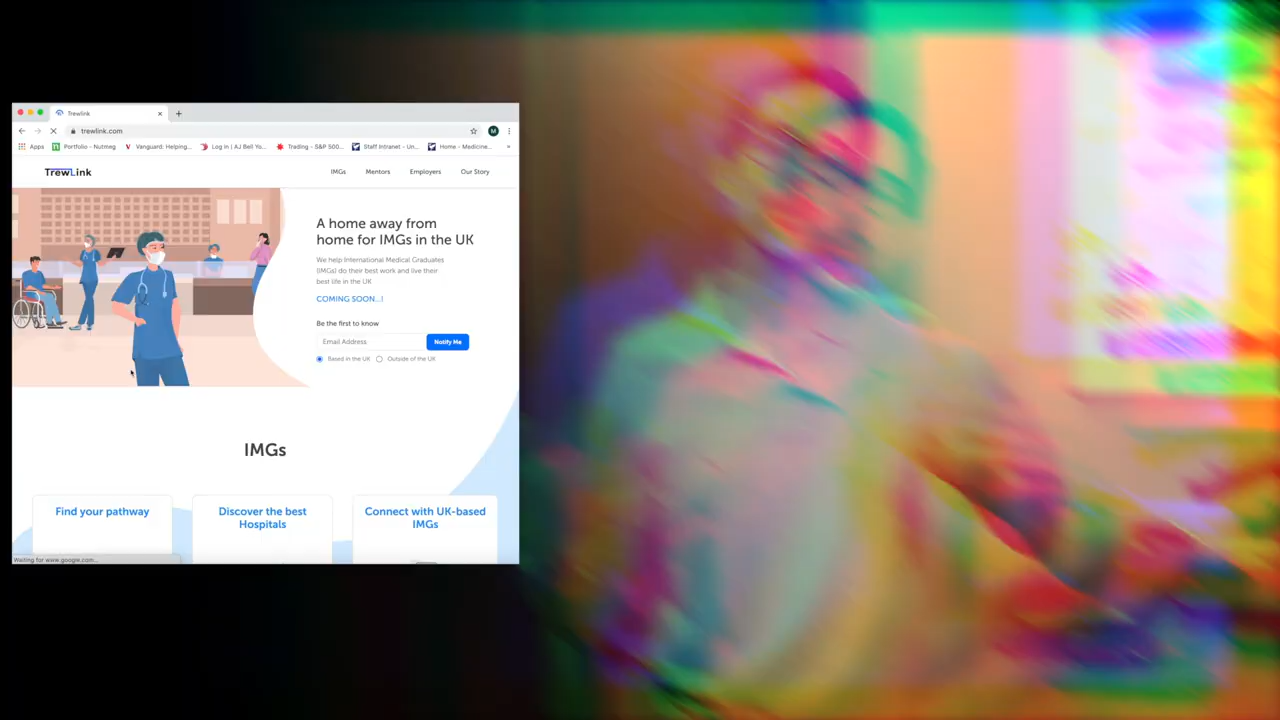 Trewlink
trewlink.com
M
Apps Portfolio - Nutmeg Vanguard: Helping... Log in | AJ Bell Yo... Trading - S&P 500... Staff Intranet - Un... Home - Medicine...
TrewLink IMGs Mentors Employers Our Story
A home away from
home for IMGs in the UK
We help International Medical Graduates
(IMGs) do their best work and live their
best life in the UK
COMING SOON...!
Be the first to know
Email Address Notify Me
Based in the UK Outside of the UK
IMGs
Find your pathway
Discover the best
Hospitals
Connect with UK-based
IMGs
Waiting for www.google.com...